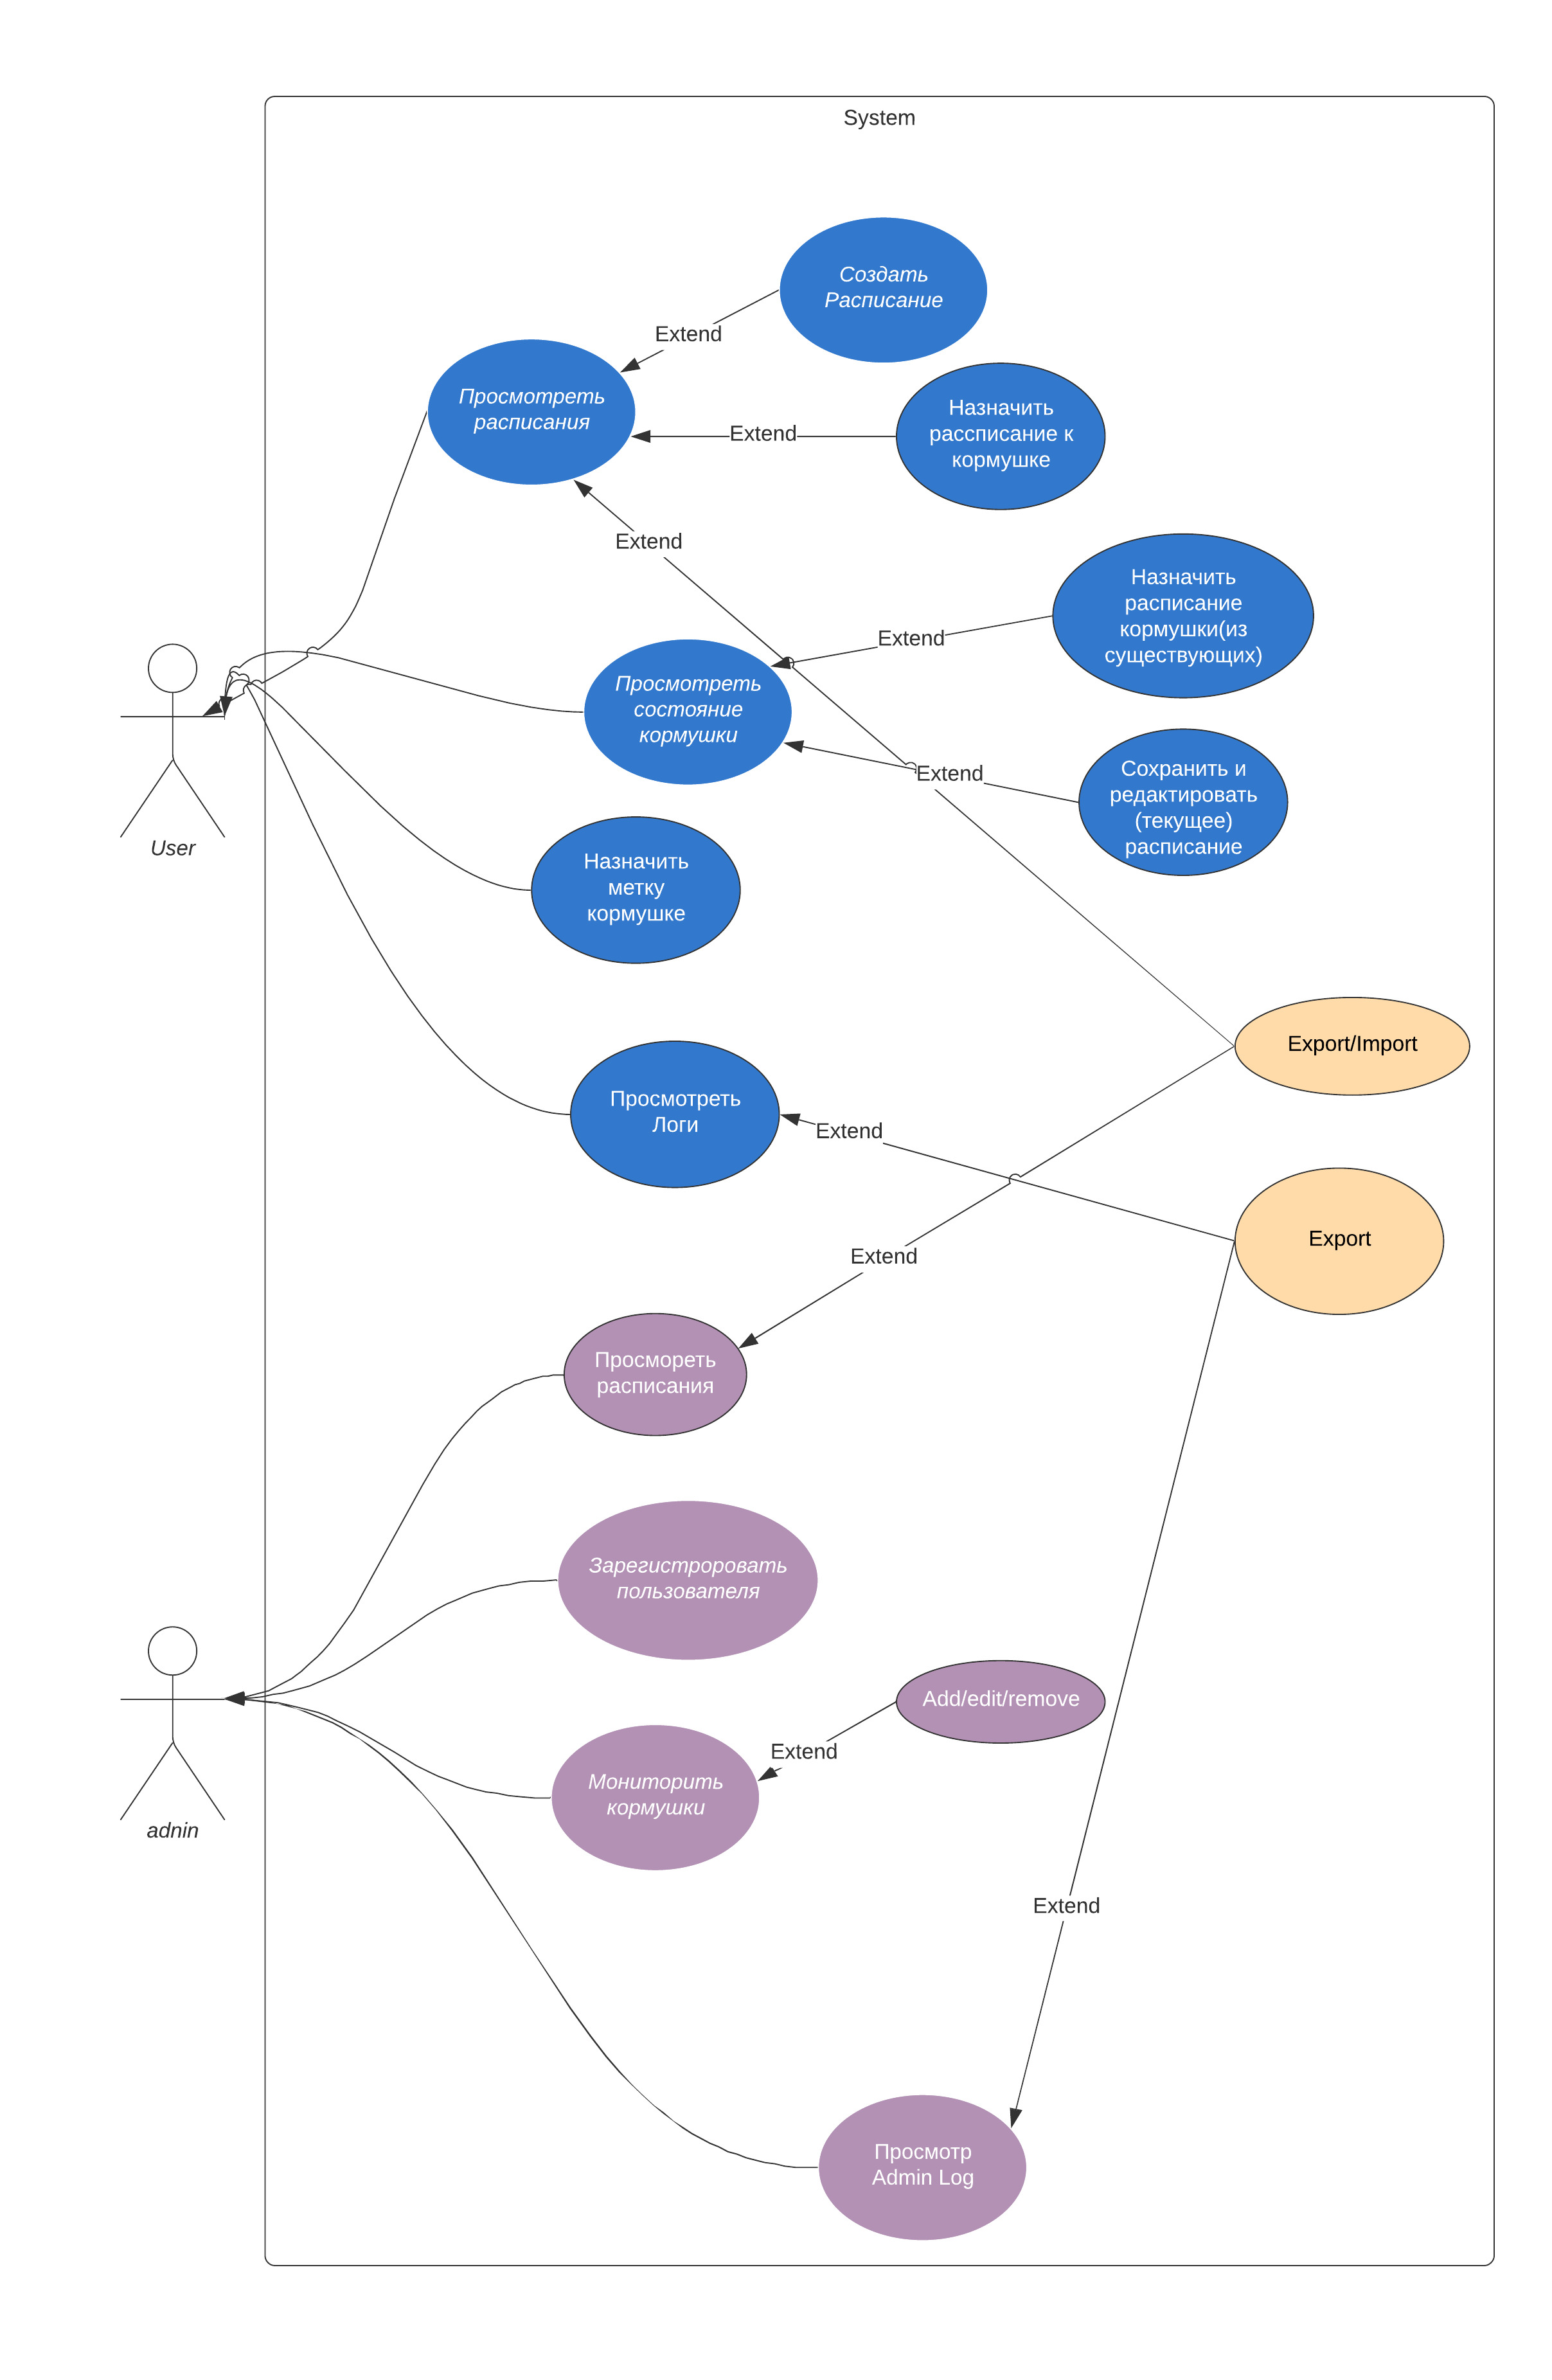 System
Создать
Расписание
Extend
Просмотреть
расписания
Назначить
рассписание к
кормушке
Extend
Extend
Назначить
расписание
кормушки(из
существующих)
Extend
Просмотреть
состояние
кормушки
Extend
Сохранить и
редактировать
(текущее)
расписание
User
Назначить
метку
кормушке
Export/Import
Просмотреть
Логи
Extend
Export
Extend
Просмореть
расписания
Зарегистроровать
пользователя
Add/edit/remove
Extend
Мониторить
кормушки
adnin
Extend
Просмотр
Admin Log